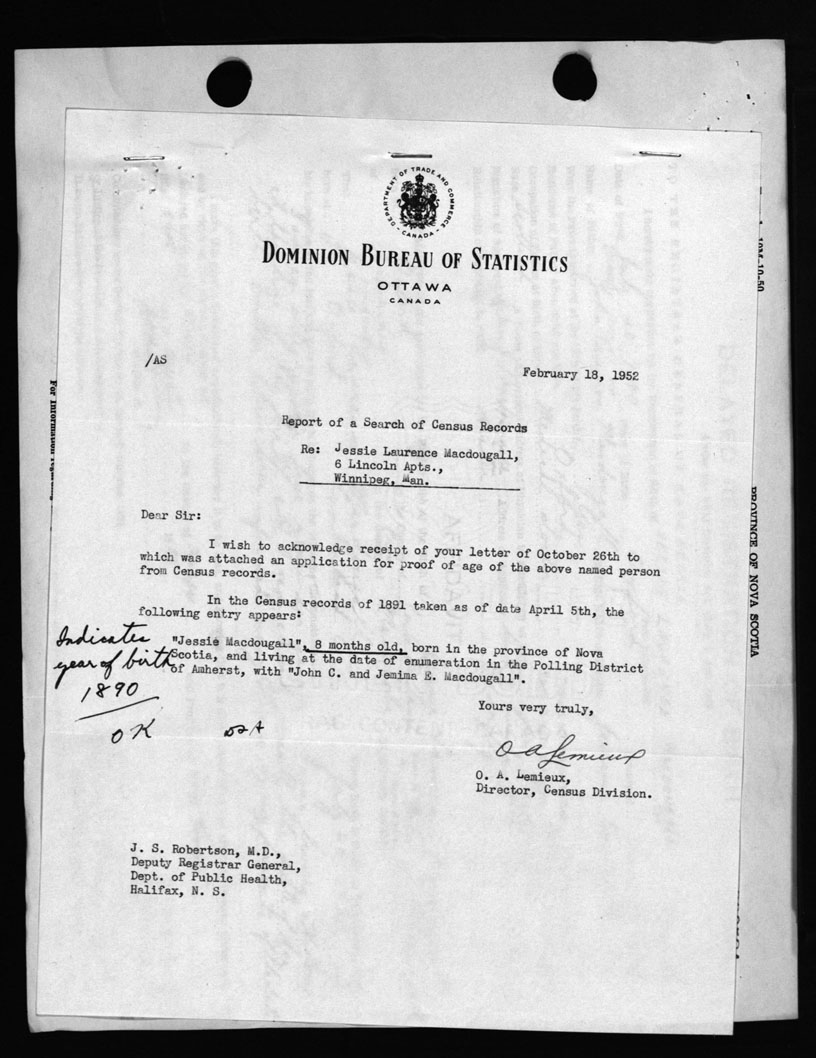 DEPARTMENT OF TRADE AND COMMERCE
- CANADA -
DOMINION BUREAU OF STATISTICS
OTTAWA
CANADA
/AS
February 18, 1952
Report of a Search of Census Records
Re: Jessie Laurence Macdougall,
6 Lincoln Apts.,
Winnipeg, Man.
Dear Sir:
I wish to acknowledge receipt of your letter of October 26th to
which was attached an application for proof of age of the above named person
from Census records.
In the Census records of 1891 taken as of date April 5th, the
following entry appears:
"Jessie Macdougall", 8 months old, born in the province of Nova
Scotia, and living at the date of enumeration in the Polling District
of Amherst, with "John C. and Jemima E. Macdougall".
Indicates
year of birth
1890
OK
Yours very truly,
O A Lemieux
O. A. Lemieux,
Director, Census Division.
J. S. Robertson, M.D.,
Deputy Registrar General,
Dept. of Public Health,
Halifax, N. S.
For Information
10M-10-50
PROVINCE OF NOVA SCOTIA